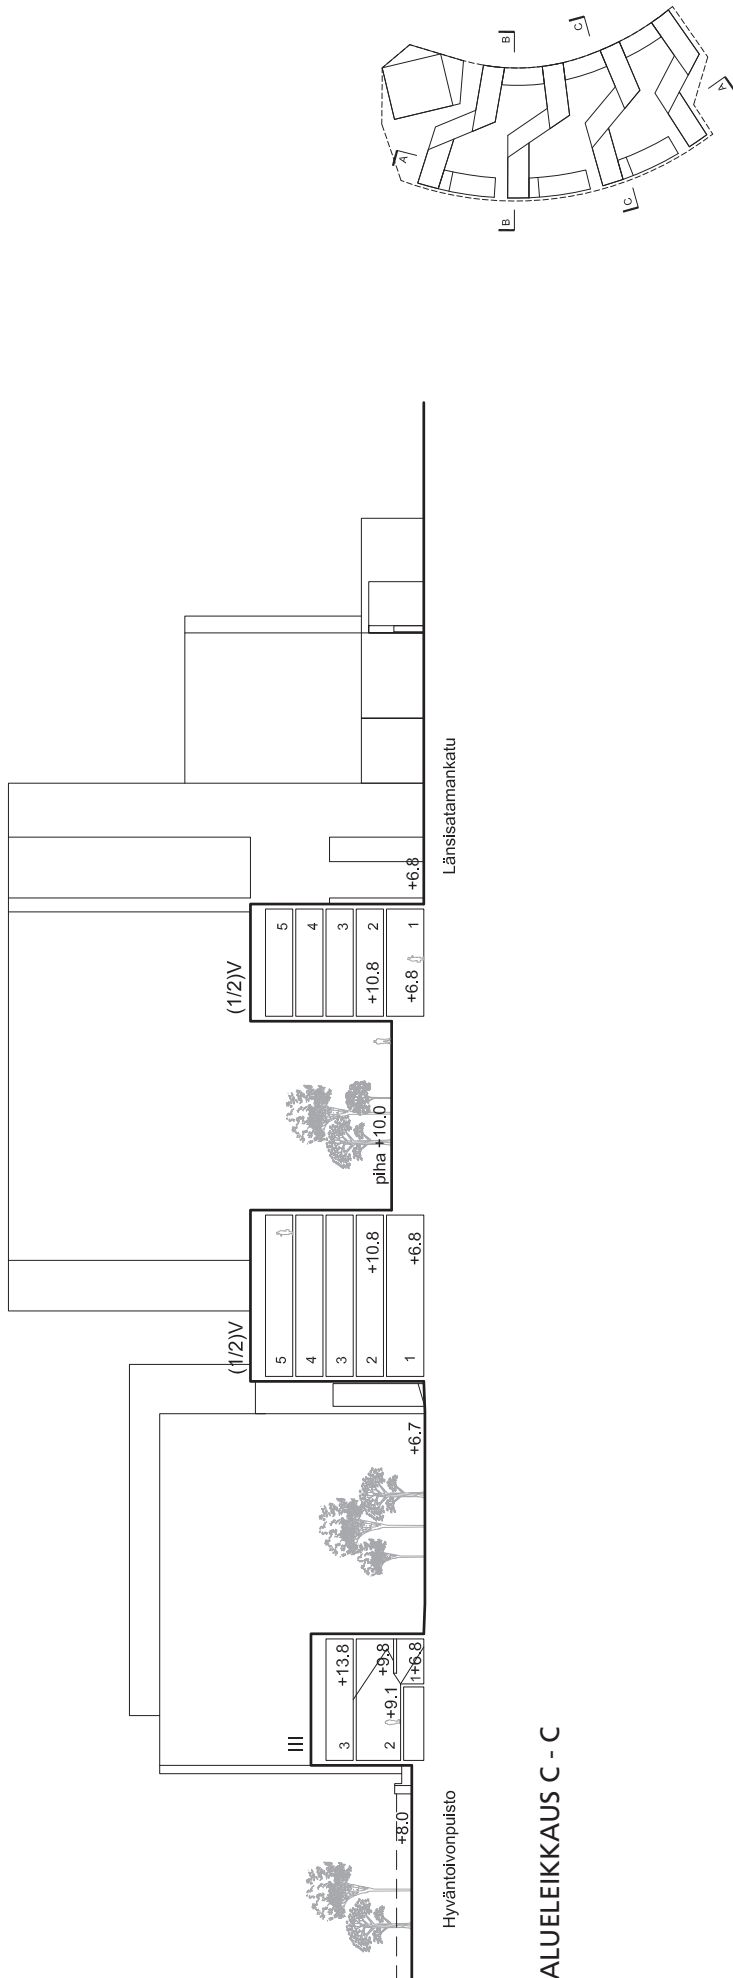 B
C
A
A
B
C
III
(1/2)V
(1/2)V
3
+13.8
5
5
2
+9.1
+9.8
4
4
1
+6.8
3
3
2
+10.8
+10.8
2
1
+6.8
+6.8
1
+8.0
+6.7
piha +10.0
+6.8
Hyväntoivonpuisto
Länsisatamankatu
ALUELEIKKAUS C - C